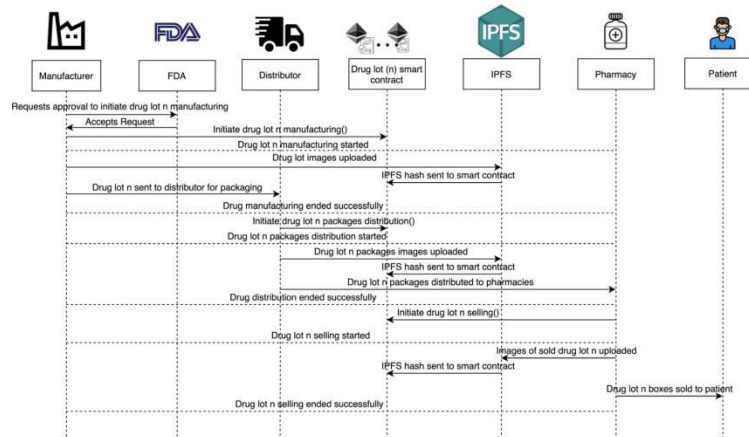 FDA
IPFS
Manufacturer
FDA
Distributor
Drug lot (n) smart
contract
IPFS
Pharmacy
Patient
Requests approval to initiate drug lot n manufacturing
Accepts Request
Initiate drug lot n manufacturing()
Drug lot n manufacturing started
Drug lot images uploaded
IPFS hash sent to smart contract
Drug lot n sent to distributor for packaging
Drug manufacturing ended successfully
Initiate drug lot n packages distribution()
Drug lot n packages distribution started
Drug lot n packages images uploaded
IPFS hash sent to smart contract
Drug lot n packages distributed to pharmacies
Drug distribution ended successfully
Initiate drug lot n selling()
Drug lot n selling started
Images of sold drug lot n uploaded
IPFS hash sent to smart contract
Drug lot n boxes sold to patient
Drug lot n selling ended successfully